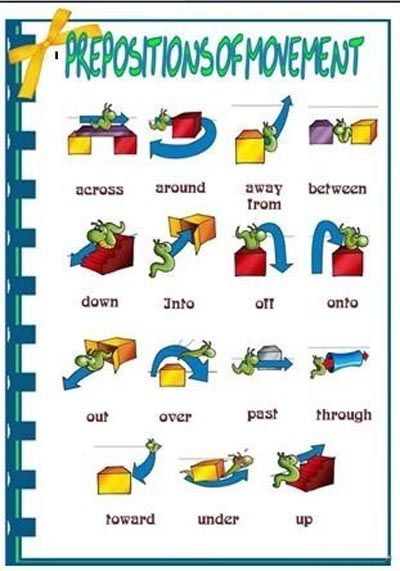 PREPOSITIONS OF MOVEMENT
across around away from between
down Into off onto
out over past through
toward under up